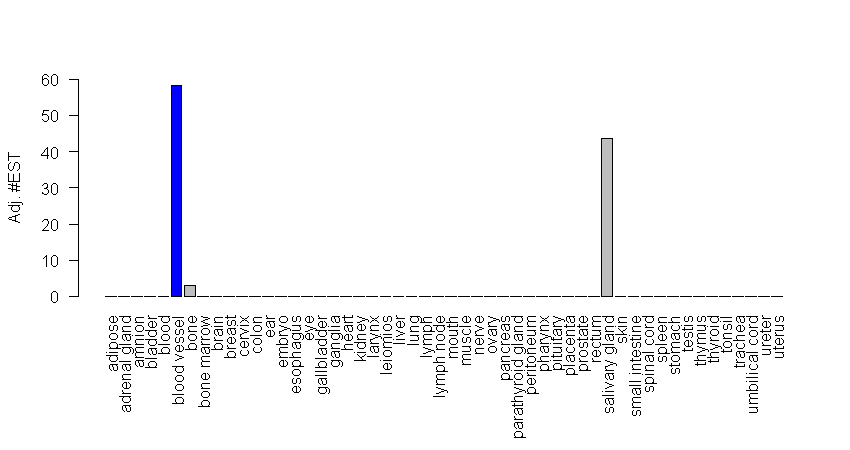 Adj. #EST
60
50
40
30
20
10
0
adipose
adrenal gland
amnion
bladder
blood
blood vessel
bone
bone marrow
brain
breast
cervix
colon
ear
embryo
esophagus
eye
gallbladder
ganglia
heart
kidney
larynx
leiomios
liver
lung
lymph
lymph node
mouth
muscle
nerve
ovary
pancreas
parathyroid gland
peritoneum
pharynx
pituitary
placenta
prostate
rectum
salivary gland
skin
small intestine
spinal cord
spleen
stomach
testis
thymus
thyroid
tonsil
trachea
umbilical cord
ureter
uterus